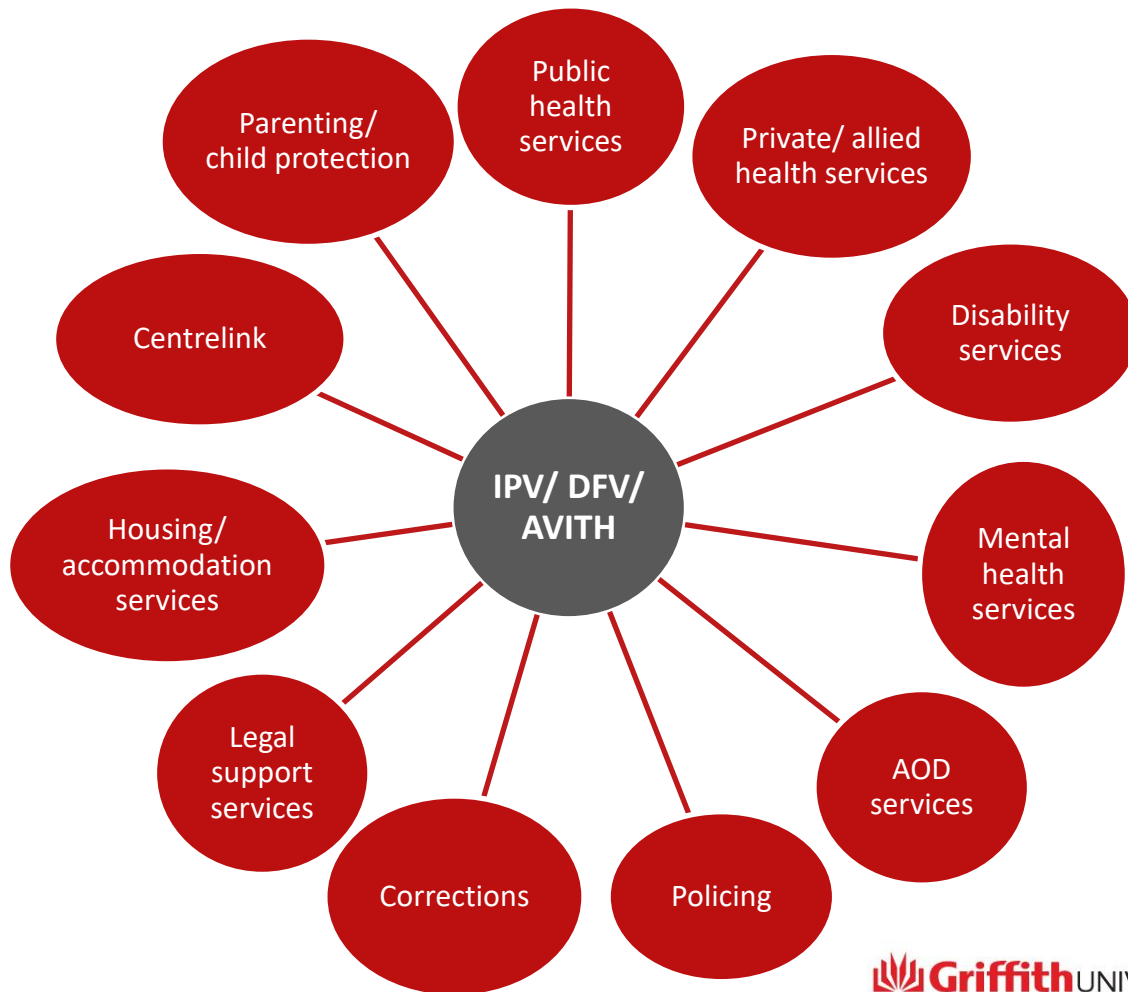 Public
health
services
Private/ allied
health services
Disability
services
Mental
health
services
AOD
services
Policing
Corrections
Legal
support
services
Housing/
accommodation
services
Centrelink
Parenting/
child protection
IPV/ DFV/
AVITH
Griffith UNIV